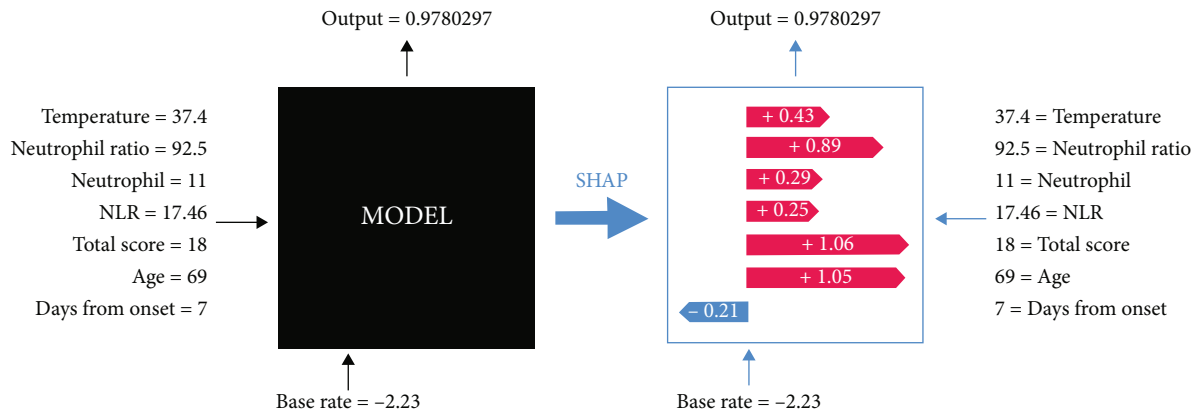 Output = 0.9780297
Temperature = 37.4
Neutrophil ratio = 92.5
Neutrophil = 11
NLR = 17.46
Total score = 18
Age = 69
Days from onset = 7
MODEL
Base rate = –2.23
SHAP
Output = 0.9780297
+ 0.43
+ 0.89
+ 0.29
+ 0.25
+ 1.06
+ 1.05
– 0.21
37.4 = Temperature
92.5 = Neutrophil ratio
11 = Neutrophil
17.46 = NLR
18 = Total score
69 = Age
7 = Days from onset
Base rate = –2.23